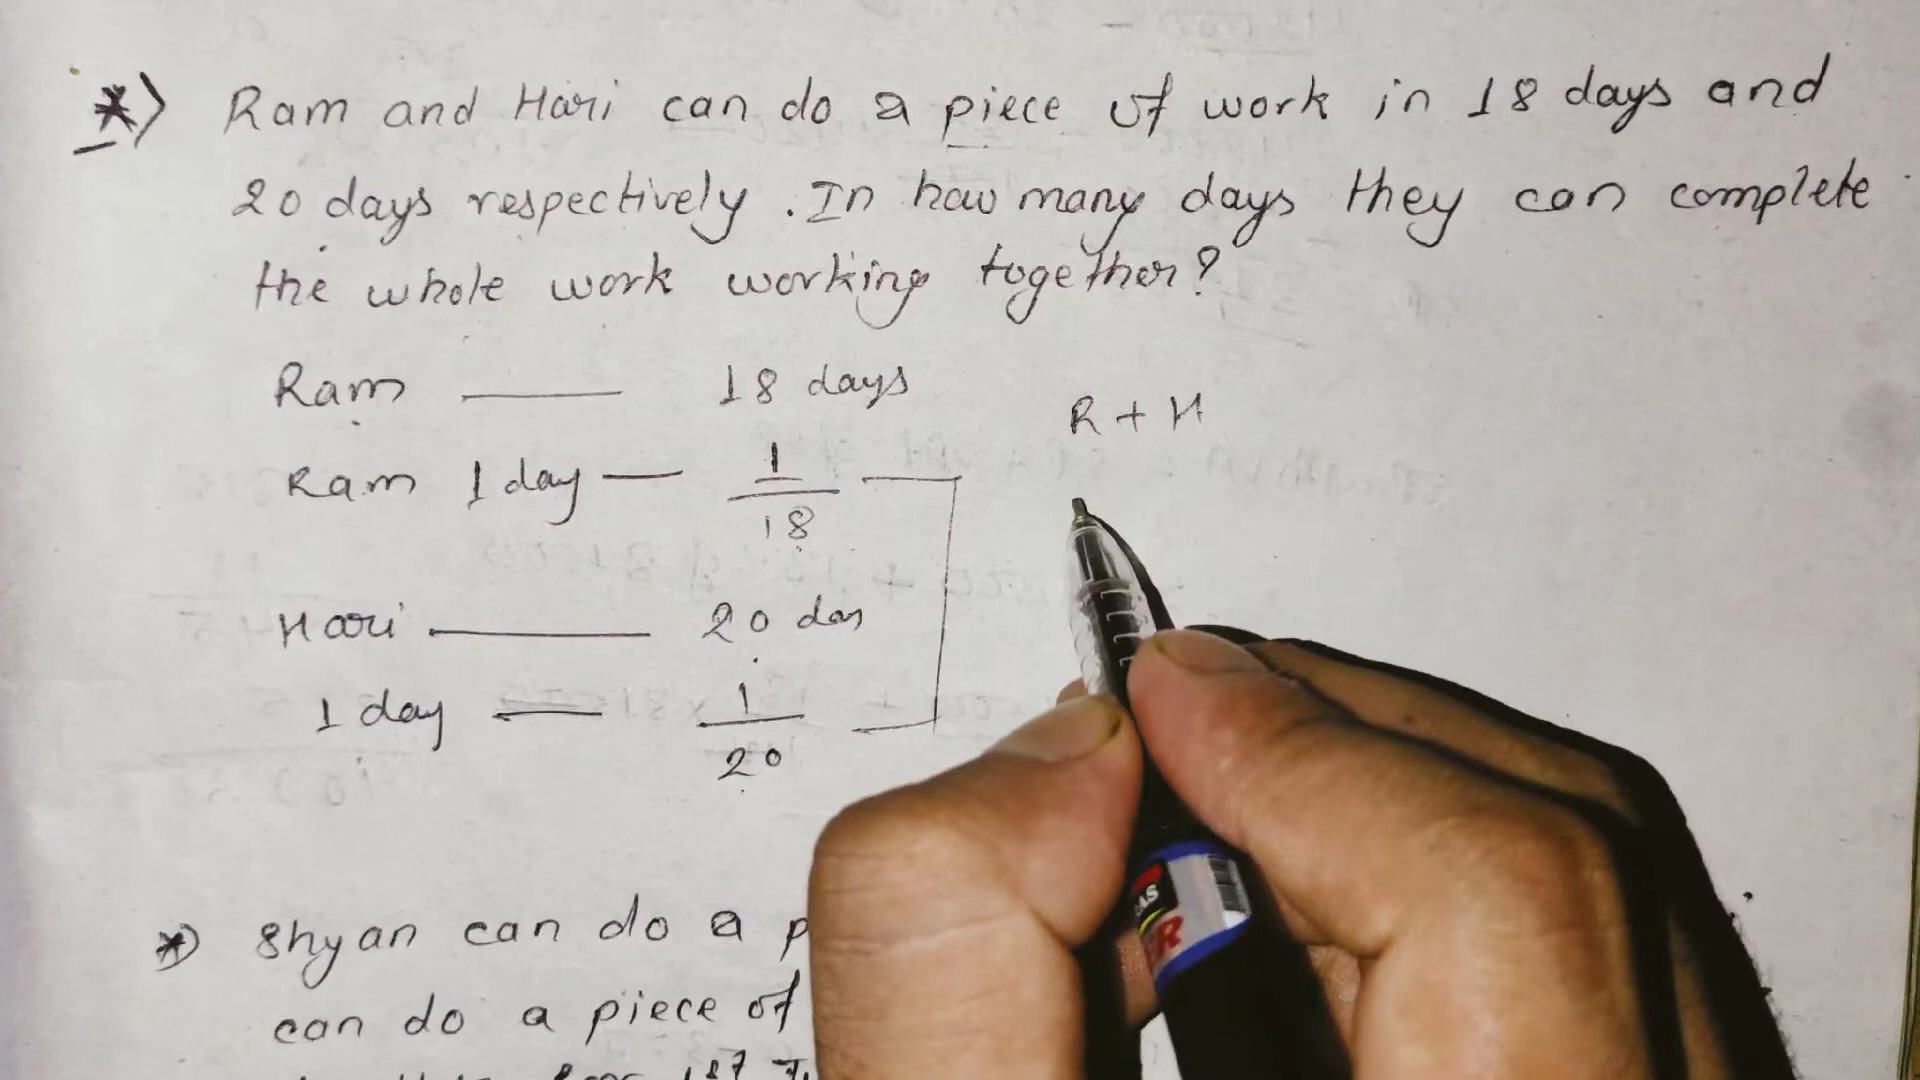 *) Ram and Hari can do a piece of work in 18 days and
20 days respectively. In how many days they can complete
the whole work working together?
Ram — 18 days
R + H
Ram 1 day — 1/18
Hari — 20 day
1 day — 1/20
*) Shyan can do a p
can do a piece of